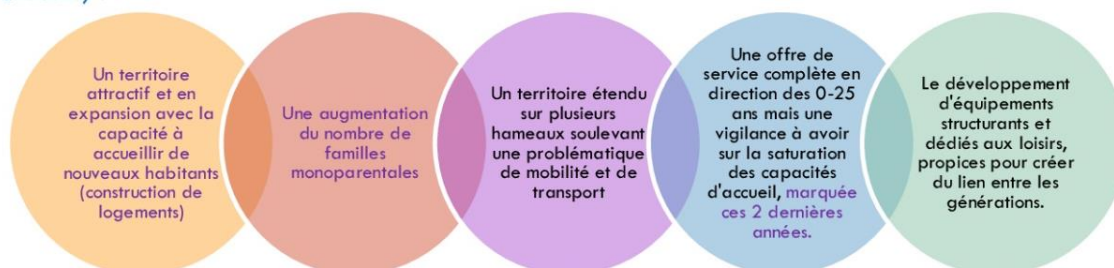 Un territoire
attractif et en
expansion avec la
capacité à
accueillir de
nouveaux habitants
(construction de
logements)
Une augmentation
du nombre de
familles
monoparentales
Un territoire étendu
sur plusieurs
hameaux soulevant
une problématique
de mobilité et de
transport
Une offre de
service complète en
direction des 0-25
ans mais une
vigilance à avoir
sur la saturation
des capacités
d'accueil, marquée
ces 2 dernières
années.
Le développement
d'équipements
structurants et
dédiés aux loisirs,
propices pour créer
du lien entre les
générations.